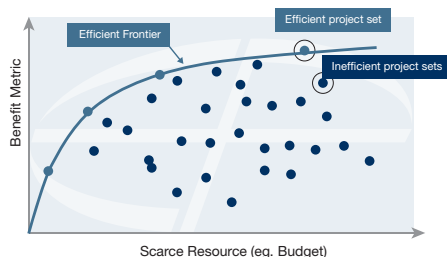 Efficient project set
Efficient Frontier
Inefficient project sets
Benefit Metric
Scarce Resource (eg. Budget)